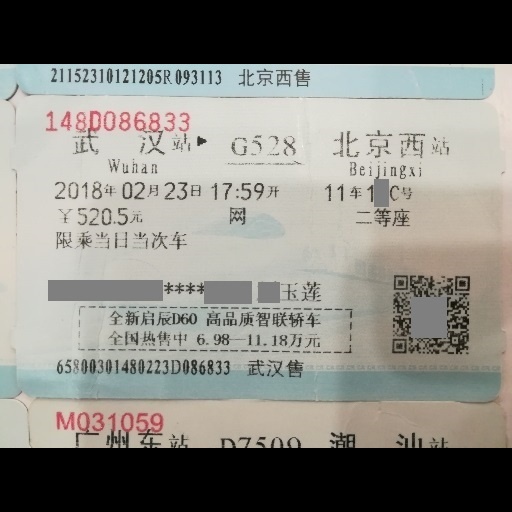 21152310121205R093113 北京西售
148D086833
武 汉站 G528 北京西站
Wuhan Beijingxi
2018年02月23日 17:59开 11车 1 C号
￥520.5元 网 二等座
限乘当日当次车
**** 玉莲
全新启辰D60 高品质智联轿车
全国热售中 6.98—11.18万元
65800301480223D086833 武汉售
M031059
广州东站 D7509 潮 汕站